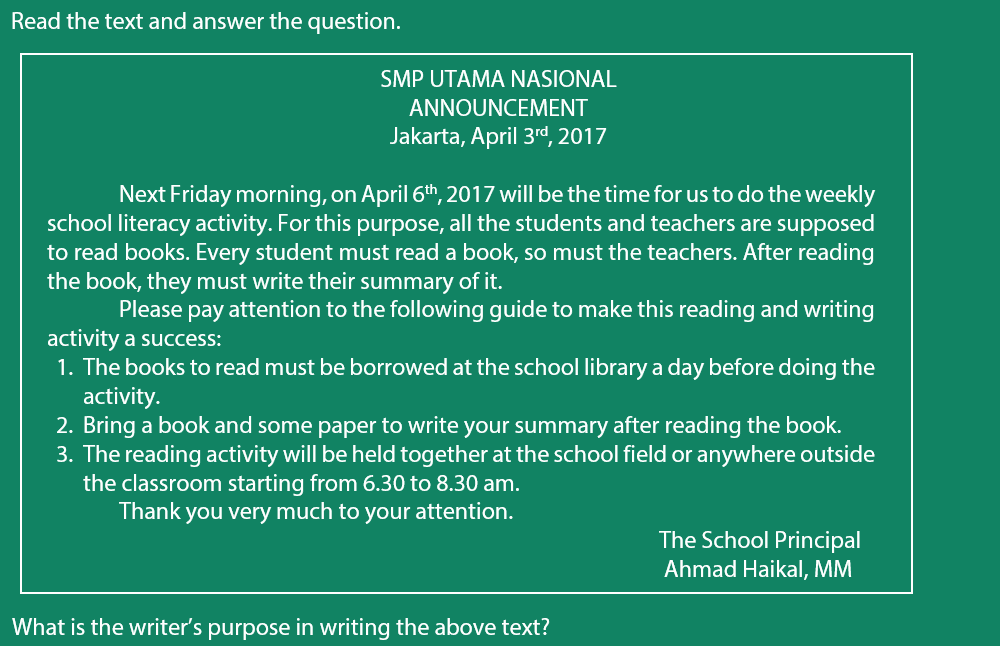 Read the text and answer the question.
SMP UTAMA NASIONAL
ANNOUNCEMENT
Jakarta, April 3rd, 2017
Next Friday morning, on April 6th, 2017 will be the time for us to do the weekly
school literacy activity. For this purpose, all the students and teachers are supposed
to read books. Every student must read a book, so must the teachers. After reading
the book, they must write their summary of it.
Please pay attention to the following guide to make this reading and writing
activity a success:
1. The books to read must be borrowed at the school library a day before doing the
activity.
2. Bring a book and some paper to write your summary after reading the book.
3. The reading activity will be held together at the school field or anywhere outside
the classroom starting from 6.30 to 8.30 am.
Thank you very much to your attention.
The School Principal
Ahmad Haikal, MM
What is the writer’s purpose in writing the above text?